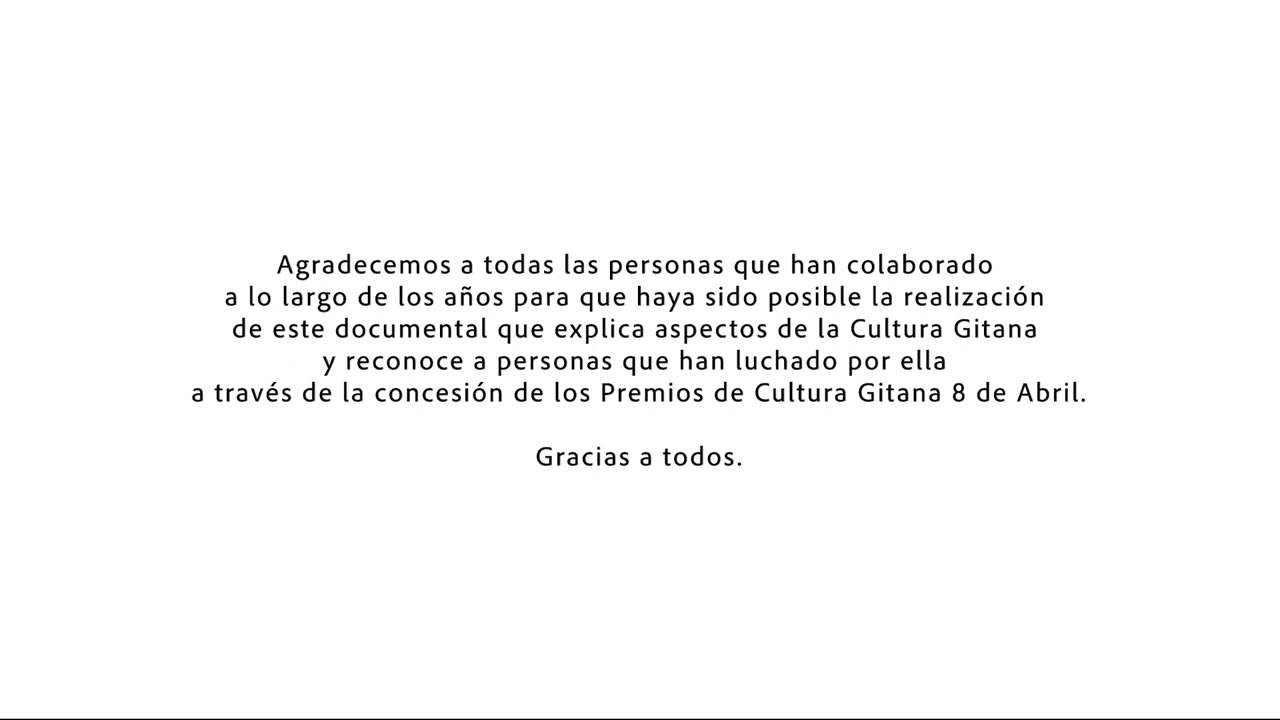 Agradecemos a todas las personas que han colaborado
a lo largo de los años para que haya sido posible la realización
de este documental que explica aspectos de la Cultura Gitana
y reconoce a personas que han luchado por ella
a través de la concesión de los Premios de Cultura Gitana 8 de Abril.
Gracias a todos.